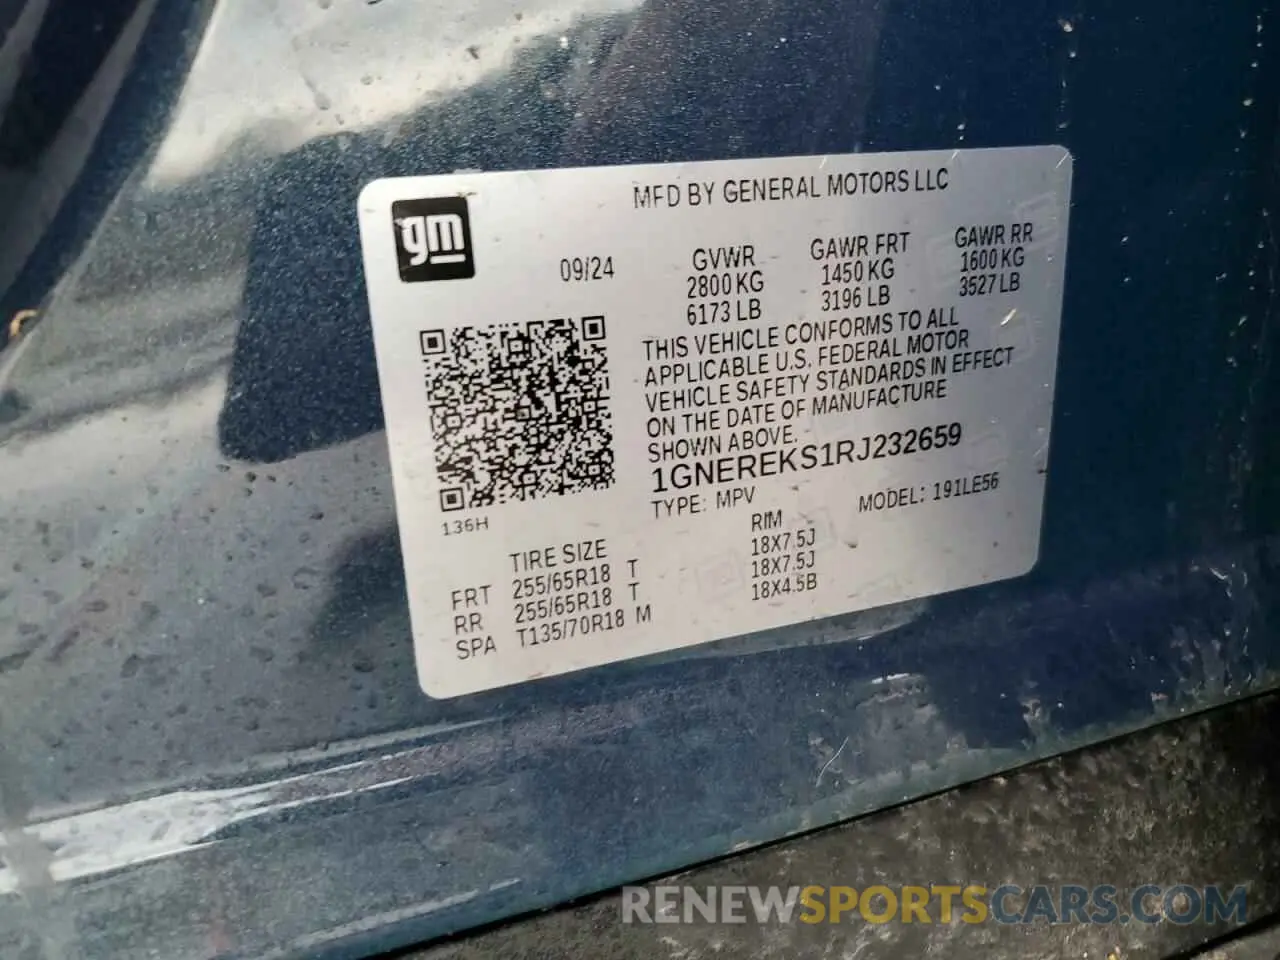 MFD BY GENERAL MOTORS LLC
gm
09/24
GVWR
2800 KG
6173 LB
GAWR FRT
1450 KG
3196 LB
GAWR RR
1600 KG
3527 LB
THIS VEHICLE CONFORMS TO ALL
APPLICABLE U.S. FEDERAL MOTOR
VEHICLE SAFETY STANDARDS IN EFFECT
ON THE DATE OF MANUFACTURE
SHOWN ABOVE.
1GNEREKS1RJ232659
TYPE: MPV
MODEL: 191LE56
136H
TIRE SIZE
RIM
FRT 255/65R18 T 18X7.5J
RR 255/65R18 T 18X7.5J
SPA T135/70R18 M 18X4.5B
RENEWSPORTSCARS.COM